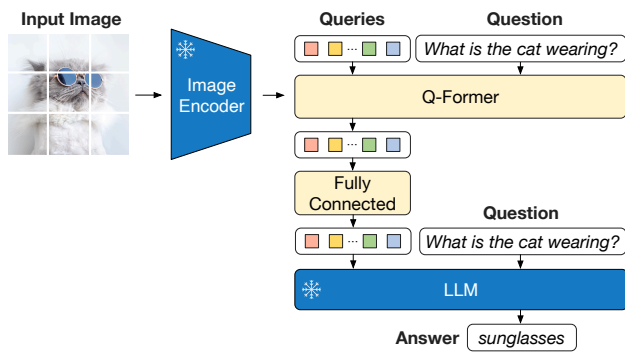 Input Image
Queries
Question
What is the cat wearing?
Image
Encoder
Q-Former
Fully
Connected
Question
What is the cat wearing?
LLM
Answer
sunglasses